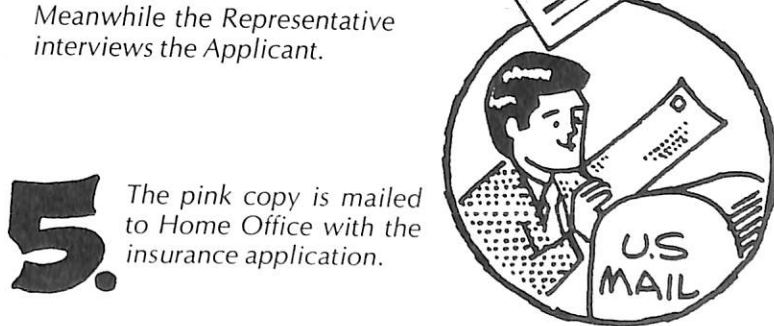 Meanwhile the Representative
interviews the Applicant.
5.
The pink copy is mailed
to Home Office with the
insurance application.
U.S
MAIL